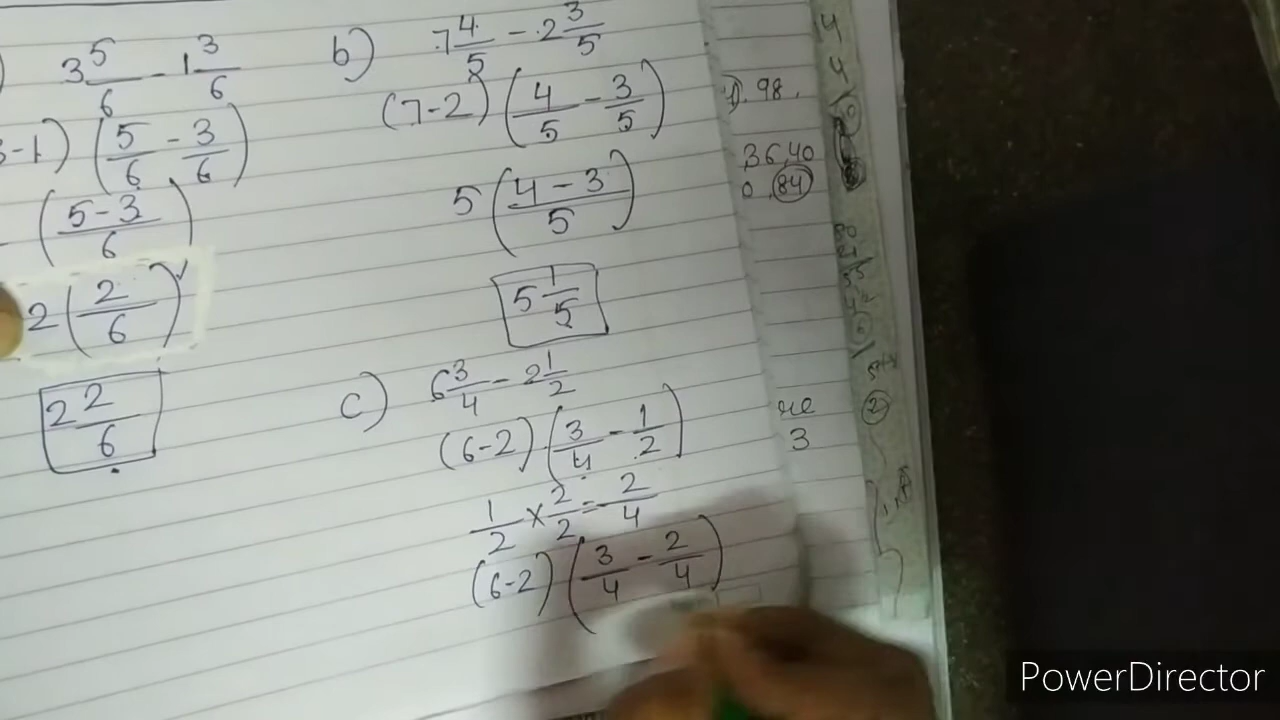 3 5/6 - 1 3/6
-1) (5/6 - 3/6)
(5-3/6)
2 (2/6)
2 2/6
b) 7 4/5 - 2 3/5
(7-2) (4/5 - 3/5)
5 (4-3/5)
5 1/5
c) 6 3/4 - 2 1/2
(6-2) (3/4 - 1/2)
1/2 × 2/2 = 2/4
(6-2) (3/4 - 2/4)
98.
36,40
0 84
3
PowerDirector